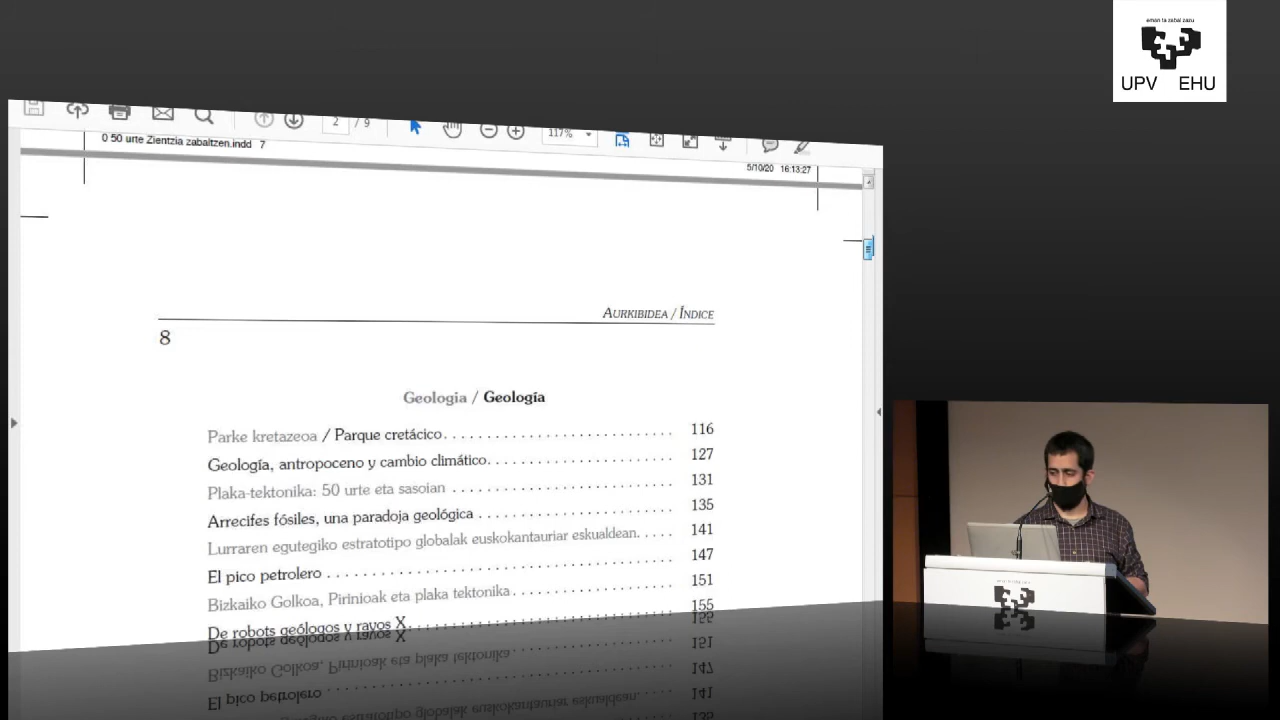 eman ta zabal zazu
UPV EHU
2 / 9
117%
0 50 urte Zientzia zabaltzen.indd 7
5/10/20 16:13:27
AURKIBIDEA / ÍNDICE
8
Geologia / Geología
Parke kretazeoa / Parque cretácico 116
Geología, antropoceno y cambio climático 127
Plaka-tektonika: 50 urte eta sasoian 131
Arrecifes fósiles, una paradoja geológica 135
Lurraren egutegiko estratotipo globalak euskokantauriar eskualdean 141
El pico petrolero 147
Bizkaiko Golkoa, Pirinioak eta plaka tektonika 151
De robots geólogos y rayos X 155